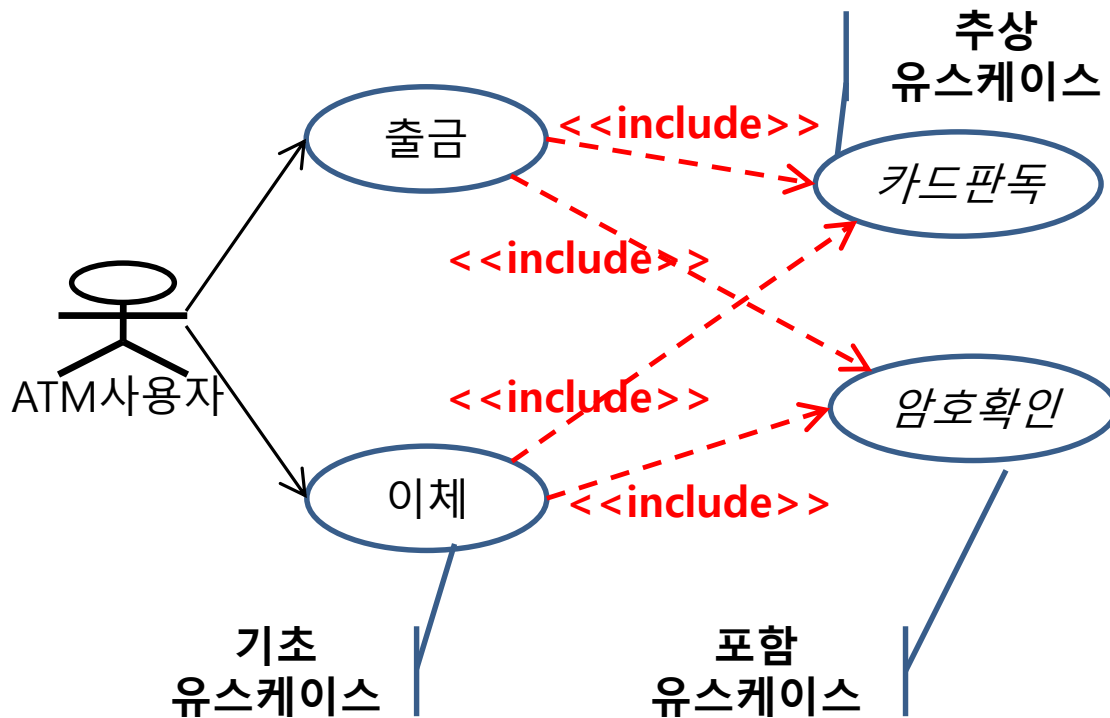 추상
유스케이스
출금
<<include>>
카드판독
<<include>>
ATM사용자
<<include>>
암호확인
이체
<<include>>
기초
유스케이스
포함
유스케이스